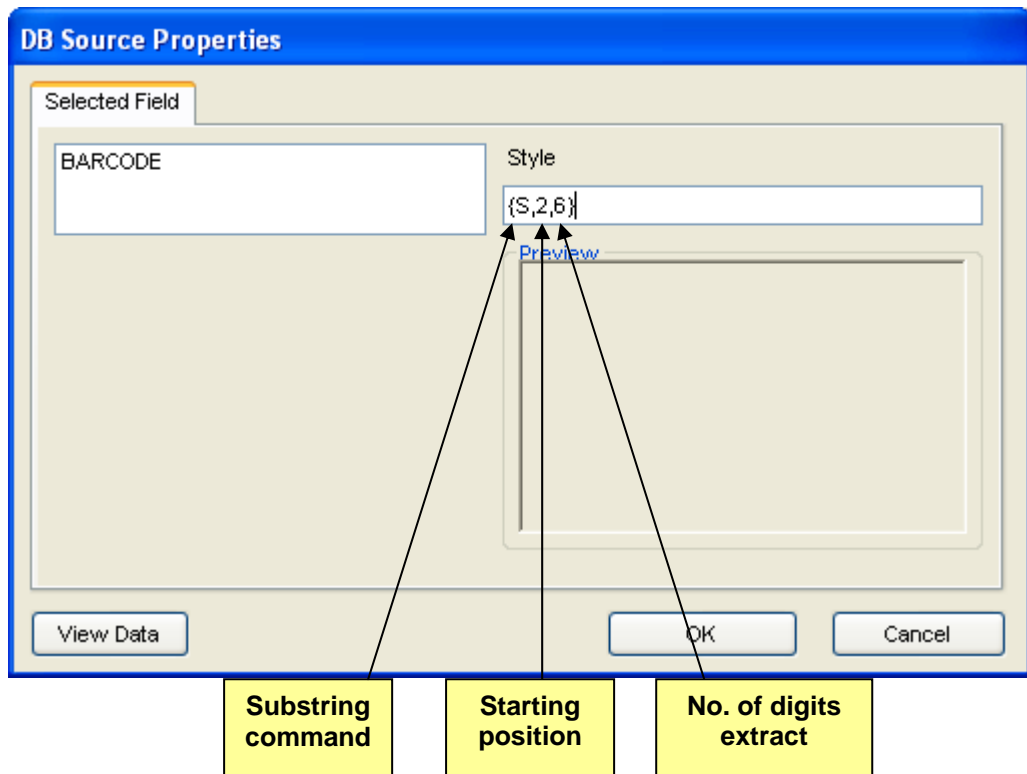 DB Source Properties
Selected Field
BARCODE
Style
{S,2,6}
Preview
View Data
OK
Cancel
Substring
command
Starting
position
No. of digits
extract